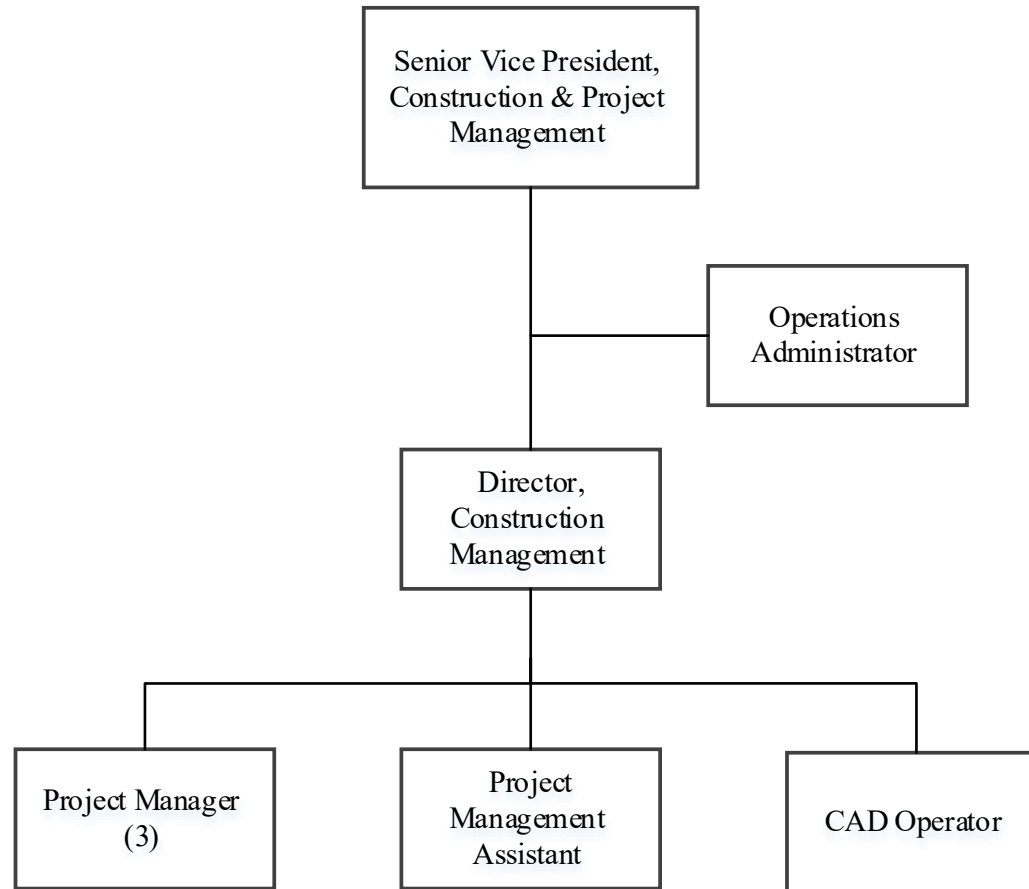 Senior Vice President,
Construction & Project
Management
Operations
Administrator
Director,
Construction
Management
Project Manager
(3)
Project
Management
Assistant
CAD Operator